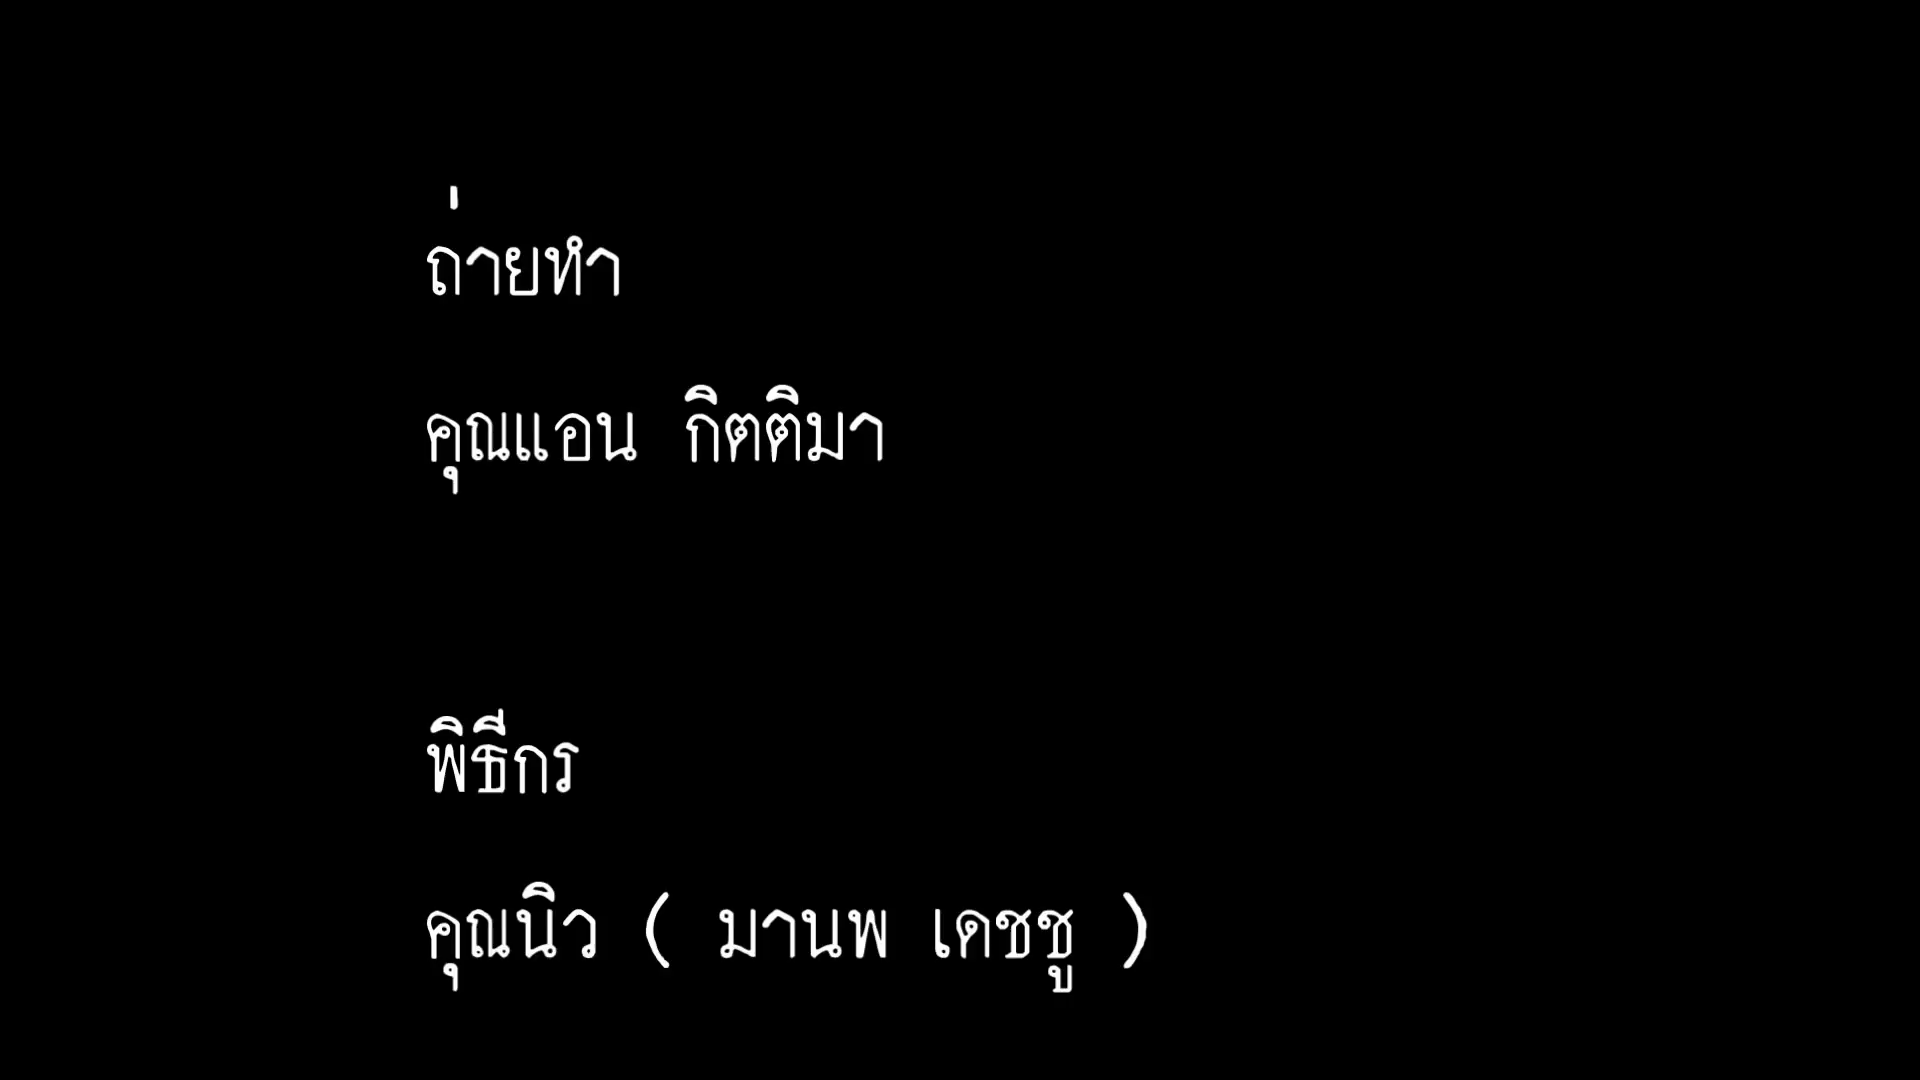 ถ่ายทำ
คุณแอน กิตติมา
พิธีกร
คุณนิว ( มานพ เดชชู )